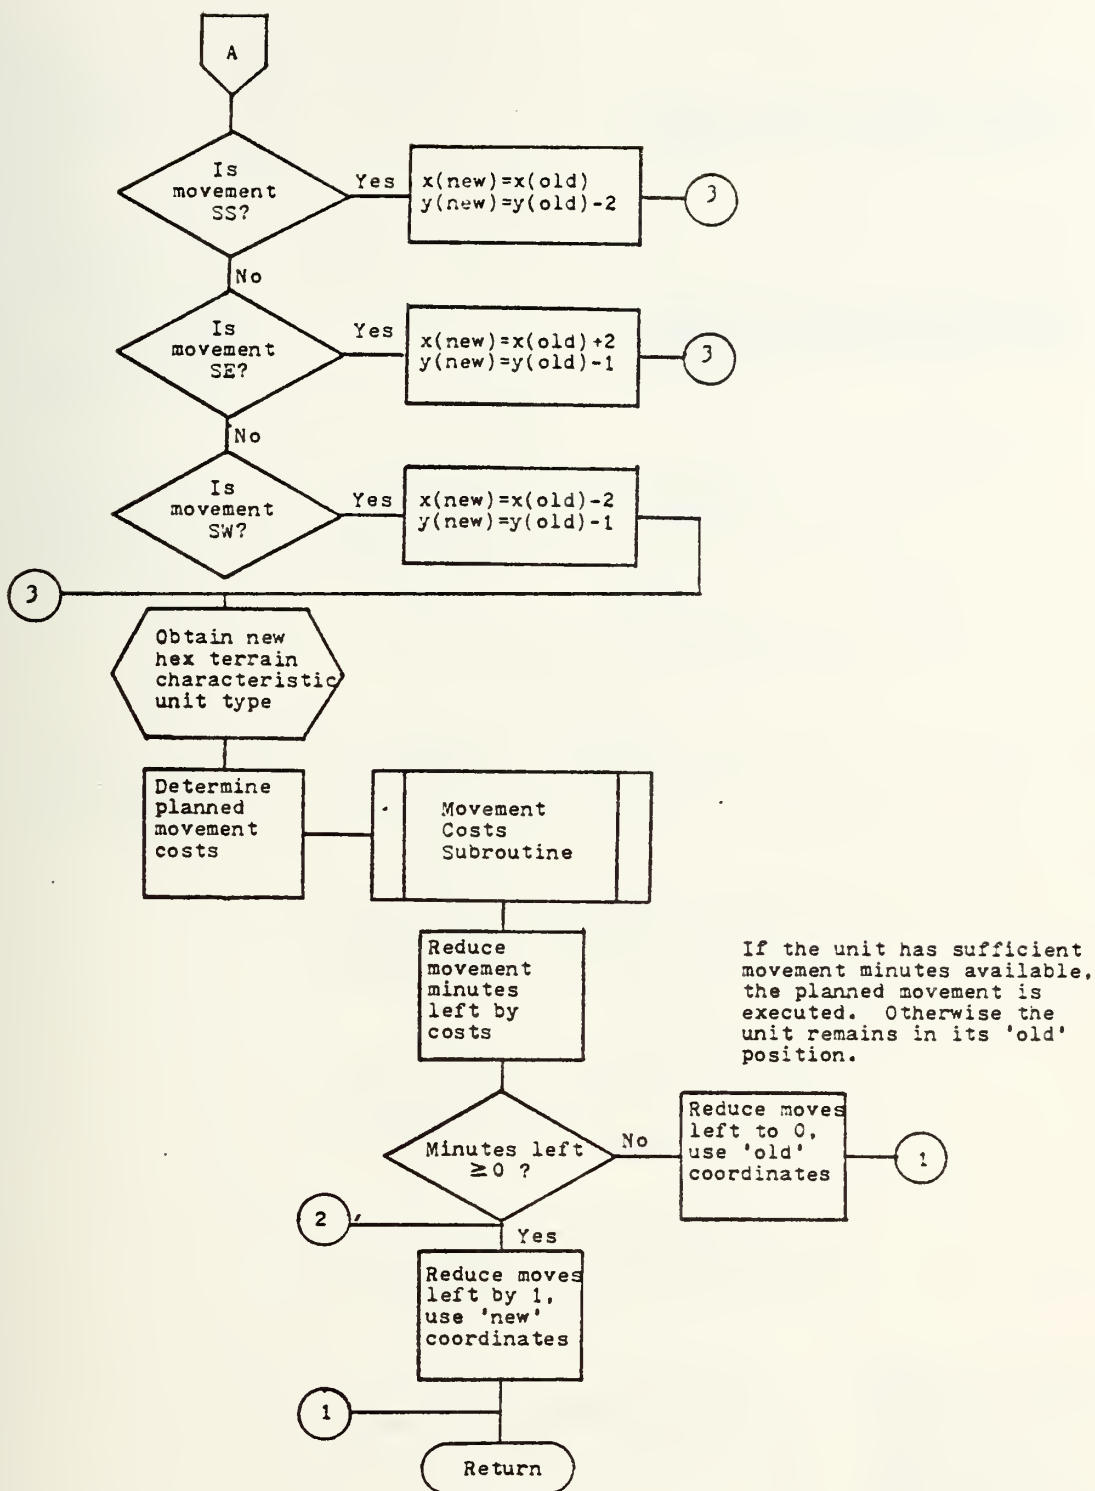 A
Is
movement
SS?
Yes
x(new)=x(old)
y(new)=y(old)-2
3
No
Is
movement
SE?
Yes
x(new)=x(old)+2
y(new)=y(old)-1
3
No
Is
movement
SW?
Yes
x(new)=x(old)-2
y(new)=y(old)-1
3
Obtain new
hex terrain
characteristic
unit type
Determine
planned
movement
costs
Movement
Costs
Subroutine
Reduce
movement
minutes
left by
costs
If the unit has sufficient
movement minutes available,
the planned movement is
executed. Otherwise the
unit remains in its 'old'
position.
Minutes left
≥0 ?
No
Reduce moves
left to 0,
use 'old'
coordinates
1
2
Yes
Reduce moves
left by 1,
use 'new'
coordinates
1
Return